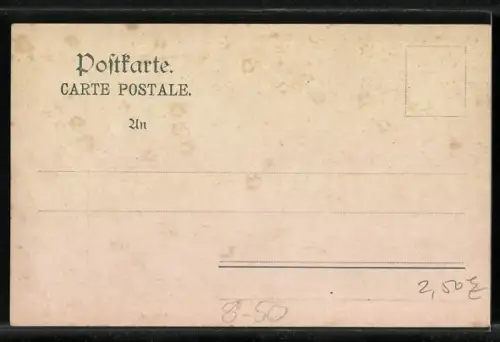 Postkarte.
CARTE POSTALE.
An
2,50
8-50